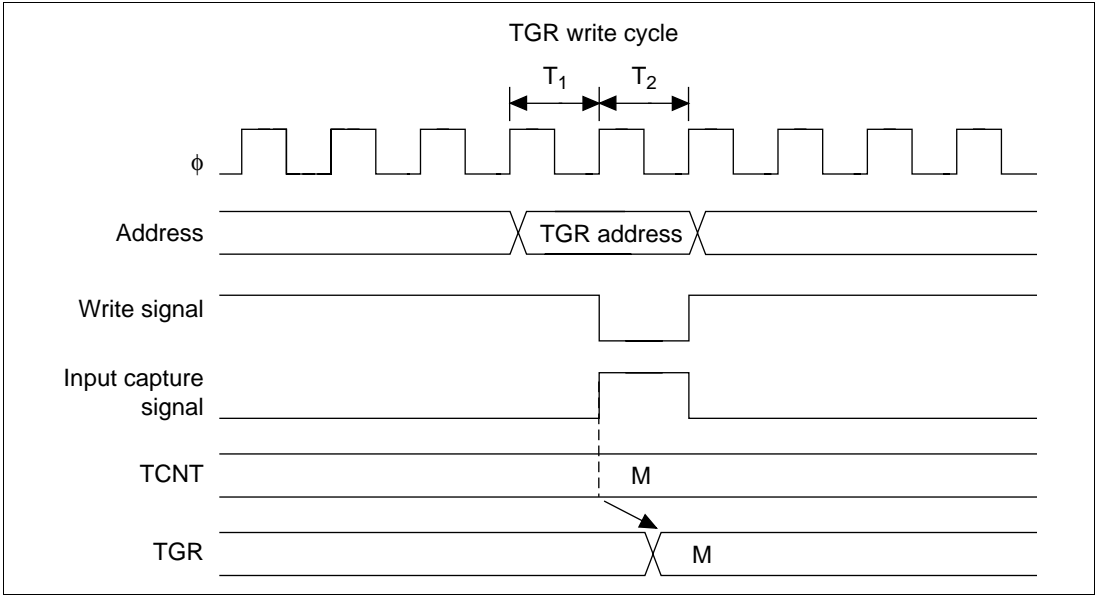 TGR write cycle
T1 T2
ϕ
Address TGR address
Write signal
Input capture
signal
TCNT M
TGR M